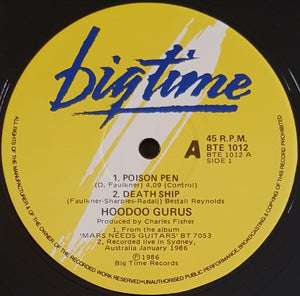 bigtime
45 R.P.M.
BTE 1012
BTE 1012 A
SIDE 1
A
1. POISON PEN
(D. Faulkner) 4.09 (Control)
2. DEATH SHIP
(Faulkner-Sharples-Radalj) Bestall Reynolds
HOODOO GURUS
Produced by Charles Fisher
1. From the album
'MARS NEEDS GUITARS' BT 7053
2. Recorded live in Sydney,
Australia January 1986
℗ 1986
Big Time Records
ALL RIGHTS OF THE MANUFACTURER & OF THE OWNER OF THE RECORDED WORK RESERVED—UNAUTHORISED PUBLIC PERFORMANCE, BROADCASTING & COPYING OF THIS RECORD PROHIBITED